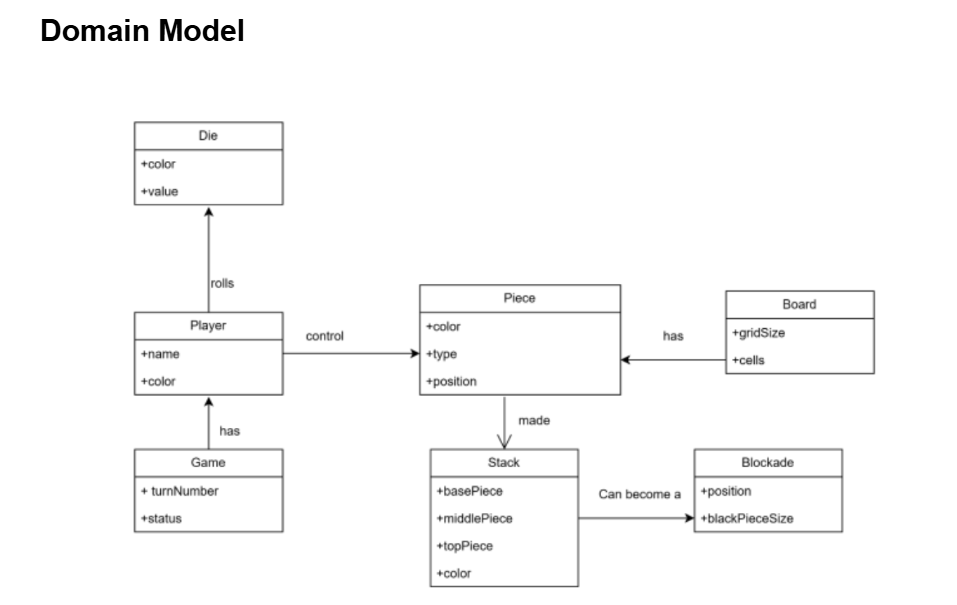 Domain Model
Die
+color
+value
rolls
Player
+name
+color
control
Piece
+color
+type
+position
has
Board
+gridSize
+cells
has
Game
+ turnNumber
+status
made
Stack
+basePiece
+middlePiece
+topPiece
+color
Can become a
Blockade
+position
+blackPieceSize